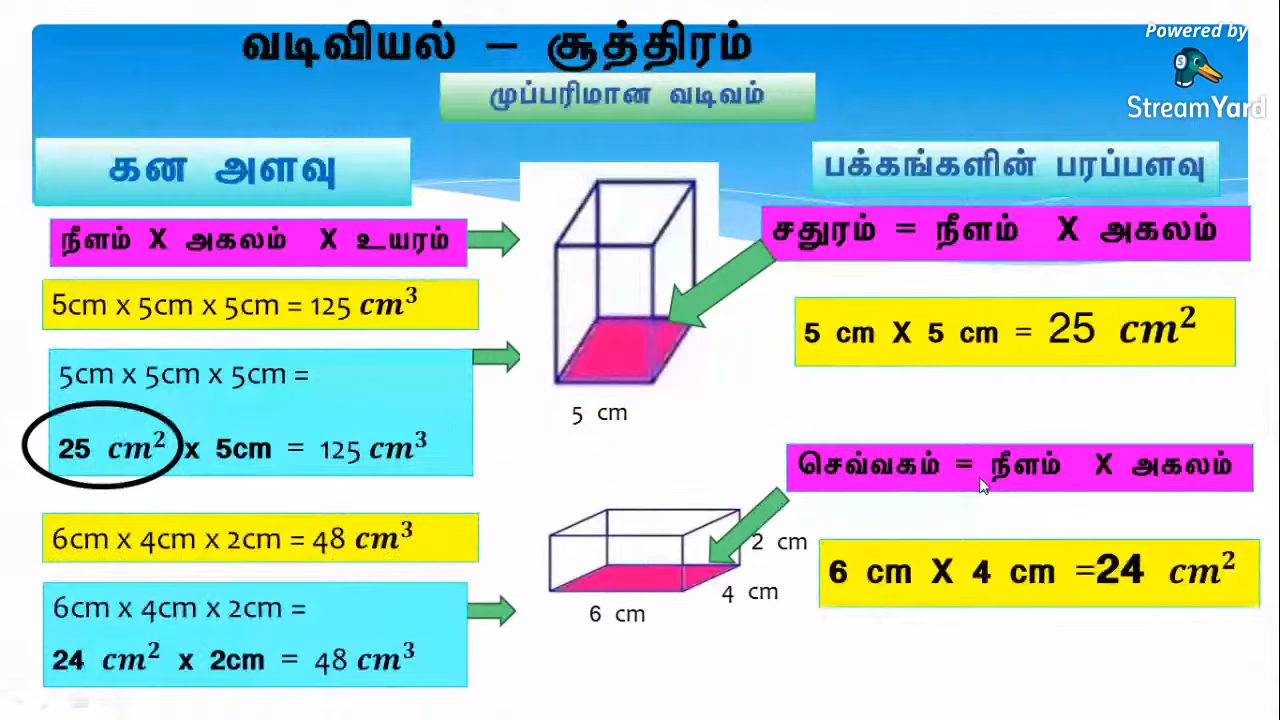 வடிவியல் – சூத்திரம்
Powered by
StreamYard
முப்பரிமான வடிவம்
கன அளவு
நீளம் X அகலம் X உயரம்
5cm x 5cm x 5cm = 125 cm³
5cm x 5cm x 5cm =
25 cm² x 5cm = 125 cm³
6cm x 4cm x 2cm = 48 cm³
6cm x 4cm x 2cm =
24 cm² x 2cm = 48 cm³
5 cm
2 cm
4 cm
6 cm
பக்கங்களின் பரப்பளவு
சதுரம் = நீளம் X அகலம்
5 cm X 5 cm = 25 cm²
செவ்வகம் = நீளம் X அகலம்
6 cm X 4 cm =24 cm²